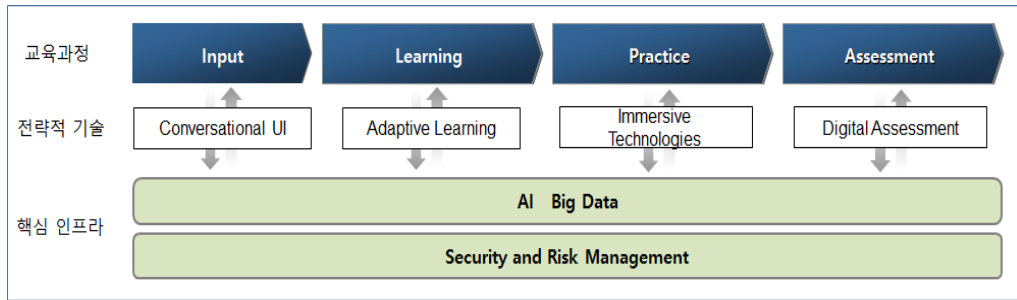 교육과정
Input
Learning
Practice
Assessment
전략적 기술
Conversational UI
Adaptive Learning
Immersive
Technologies
Digital Assessment
핵심 인프라
AI Big Data
Security and Risk Management